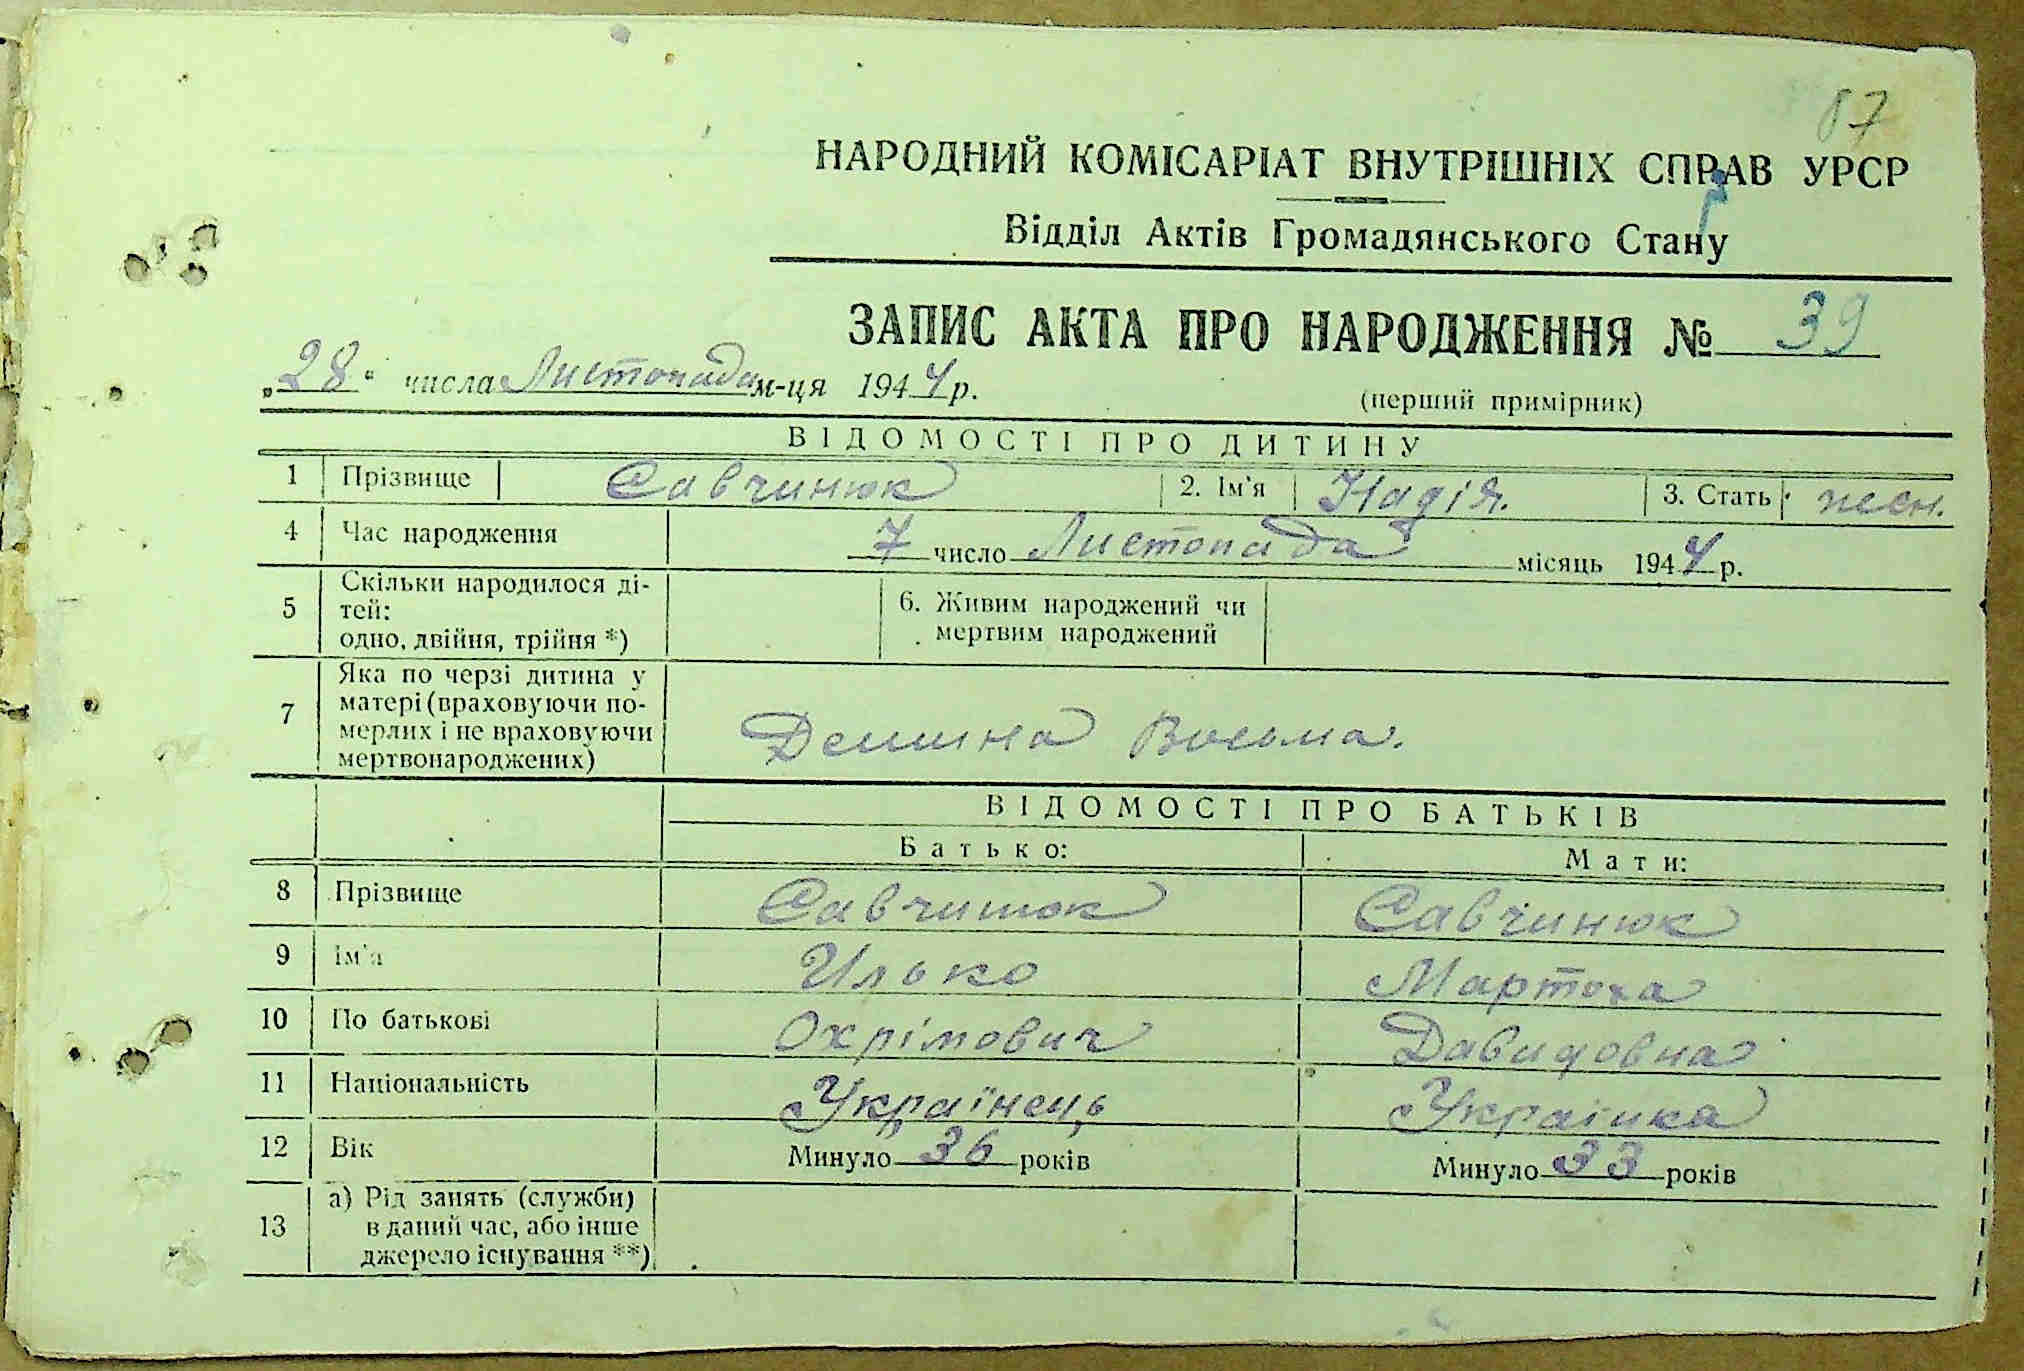 87
НАРОДНИЙ КОМІСАРІАТ ВНУТРІШНІХ СПРАВ УРСР
Відділ Актів Громадянського Стану
ЗАПИС АКТА ПРО НАРОДЖЕННЯ № 39
„28“ числа Листопада м-ця 1944 р.
(перший примірник)
ВІДОМОСТІ ПРО ДИТИНУ
1 Прізвище Савчинюк 2. Ім'я Надія. 3. Стать жен.
4 Час народження 7 число Листопада місяць 1944 р.
5 Скільки народилося ді-
тей:
одно, двійня, трійня *)
6. Живим народжений чи
мертвим народжений
7 Яка по черзі дитина у
матері (враховуючи по-
мерлих і не враховуючи
мертвонароджених)
Восьма.
ВІДОМОСТІ ПРО БАТЬКІВ
Батько: Мати:
8 Прізвище Савчинюк Савчинюк
9 Ім'я Илько Мартоха
10 По батькові Охрімович Давидовна
11 Національність Українець Украінка
12 Вік Минуло 36 років Минуло 33 років
13 а) Рід занять (служби)
в даний час, або інше
джерело існування **)